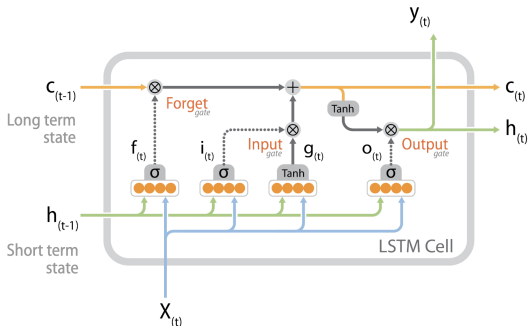 y(t)
c(t-1)
Forget
gate
Tanh
c(t)
Long term
state
f(t)
i(t)
Input
gate
g(t)
o(t)
Output
gate
h(t)
σ
σ
Tanh
σ
h(t-1)
Short term
state
LSTM Cell
X(t)